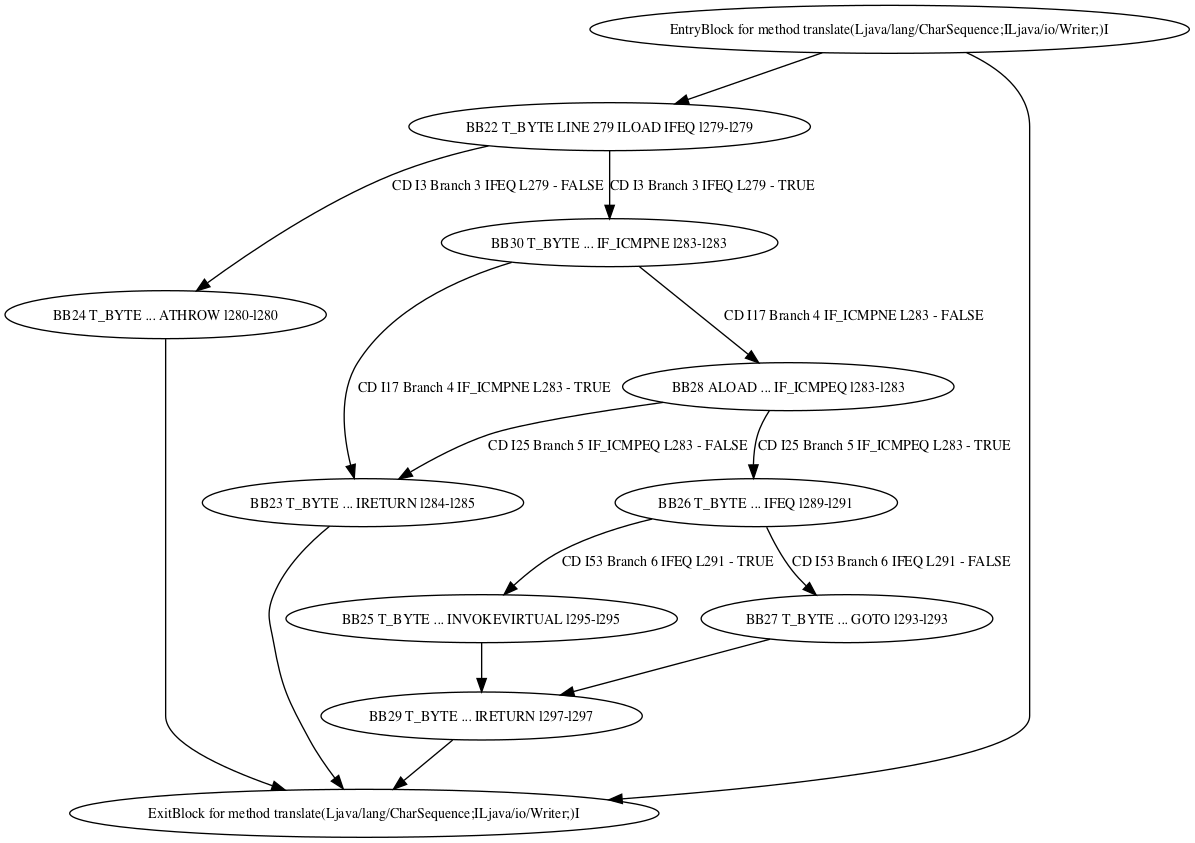 EntryBlock for method translate(Ljava/lang/CharSequence;ILjava/io/Writer;)I
BB22 T_BYTE LINE 279 ILOAD IFEQ l279-l279
CD I3 Branch 3 IFEQ L279 - FALSE
CD I3 Branch 3 IFEQ L279 - TRUE
BB30 T_BYTE ... IF_ICMPNE l283-l283
BB24 T_BYTE ... ATHROW l280-l280
CD I17 Branch 4 IF_ICMPNE L283 - FALSE
CD I17 Branch 4 IF_ICMPNE L283 - TRUE
BB28 ALOAD ... IF_ICMPEQ l283-l283
CD I25 Branch 5 IF_ICMPEQ L283 - FALSE
CD I25 Branch 5 IF_ICMPEQ L283 - TRUE
BB23 T_BYTE ... IRETURN l284-l285
BB26 T_BYTE ... IFEQ l289-l291
CD I53 Branch 6 IFEQ L291 - TRUE
CD I53 Branch 6 IFEQ L291 - FALSE
BB25 T_BYTE ... INVOKEVIRTUAL l295-l295
BB27 T_BYTE ... GOTO l293-l293
BB29 T_BYTE ... IRETURN l297-l297
ExitBlock for method translate(Ljava/lang/CharSequence;ILjava/io/Writer;)I